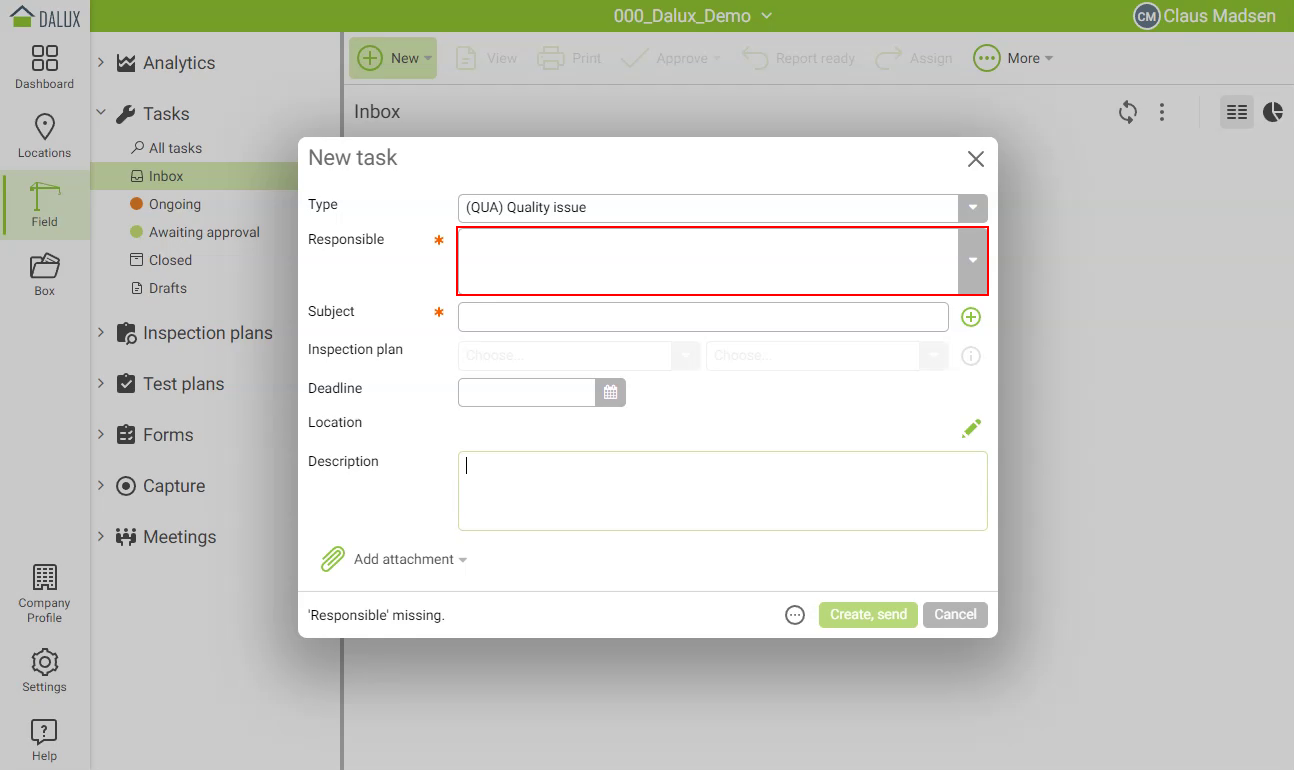 DALUX
000_Dalux_Demo
CM Claus Madsen
Dashboard
Locations
Field
Box
Company
Profile
Settings
Help
Analytics
Tasks
All tasks
Inbox
Ongoing
Awaiting approval
Closed
Drafts
Inspection plans
Test plans
Forms
Capture
Meetings
New
View
Print
Approve
Report ready
Assign
More
Inbox
New task
Type
(QUA) Quality issue
Responsible *
Subject *
Inspection plan
Choose...
Choose...
Deadline
Location
Description
Add attachment
'Responsible' missing.
Create, send
Cancel